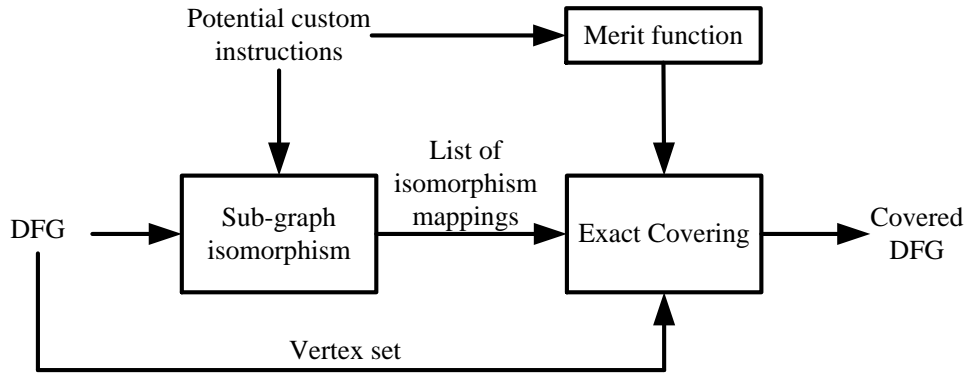 Potential custom
instructions
Merit function
List of
isomorphism
mappings
DFG
Sub-graph
isomorphism
Exact Covering
Covered
DFG
Vertex set